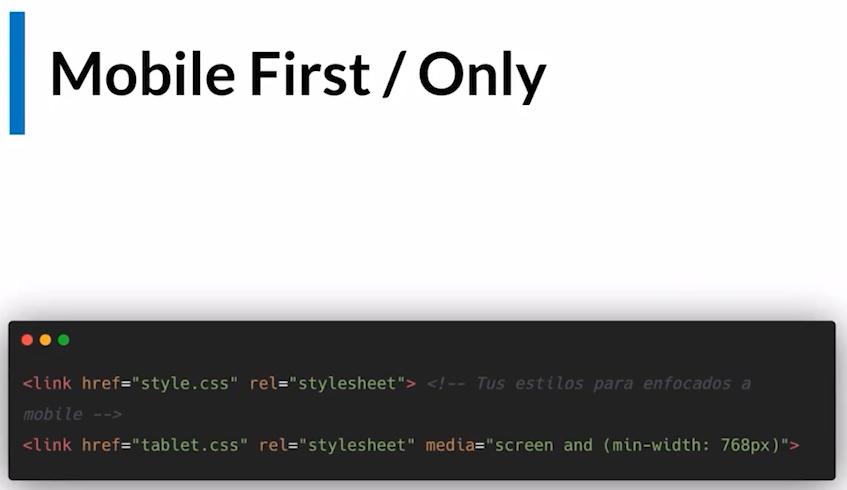 Mobile First / Only
<link href="style.css" rel="stylesheet"> <!-- Tus estilos para enfocados a
mobile -->
<link href="tablet.css" rel="stylesheet" media="screen and (min-width: 768px)">